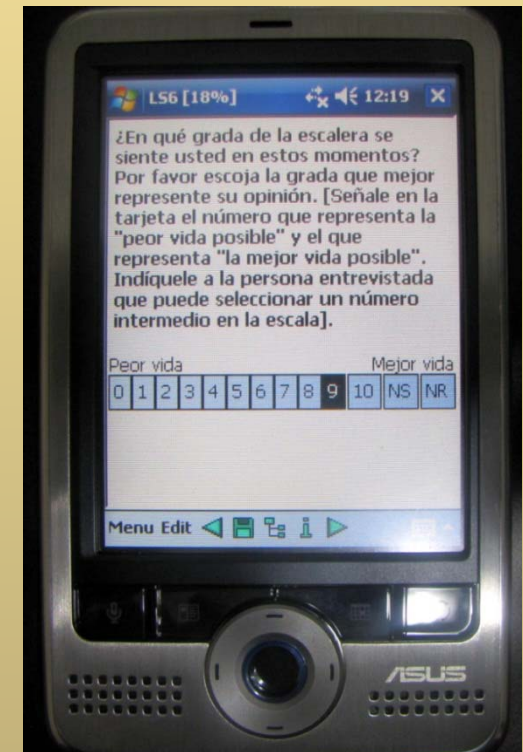 LS6 [18%] 12:19 X
¿En qué grada de la escalera se
siente usted en estos momentos?
Por favor escoja la grada que mejor
represente su opinión. [Señale en la
tarjeta el número que representa la
"peor vida posible" y el que
representa "la mejor vida posible".
Indíquele a la persona entrevistada
que puede seleccionar un número
intermedio en la escala].
Peor vida Mejor vida
0 1 2 3 4 5 6 7 8 9 10 NS NR
Menu Edit
ASUS